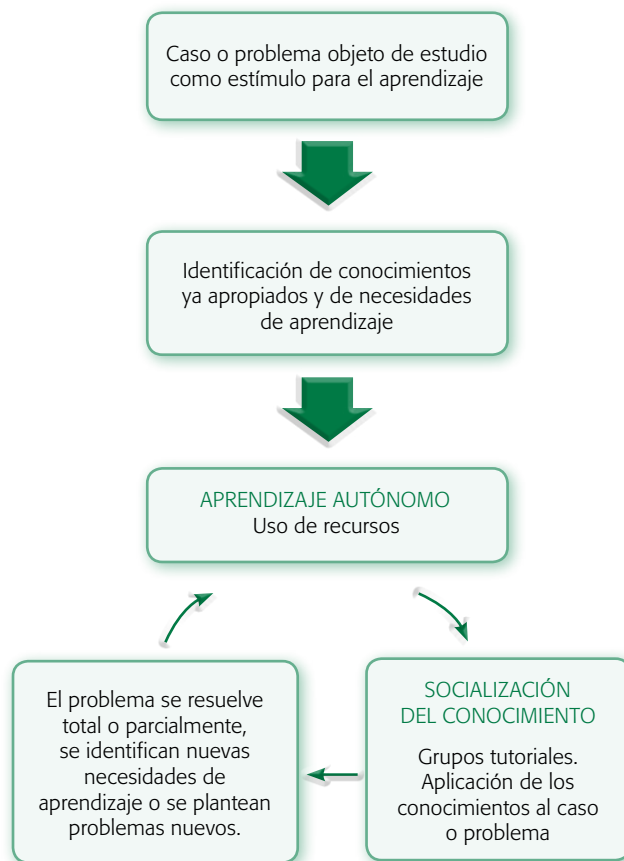 Caso o problema objeto de estudio
como estímulo para el aprendizaje
Identificación de conocimientos
ya apropiados y de necesidades
de aprendizaje
APRENDIZAJE AUTÓNOMO
Uso de recursos
SOCIALIZACIÓN
DEL CONOCIMIENTO
Grupos tutoriales.
Aplicación de los
conocimientos al caso
o problema
El problema se resuelve
total o parcialmente,
se identifican nuevas
necesidades de
aprendizaje o se plantean
problemas nuevos.